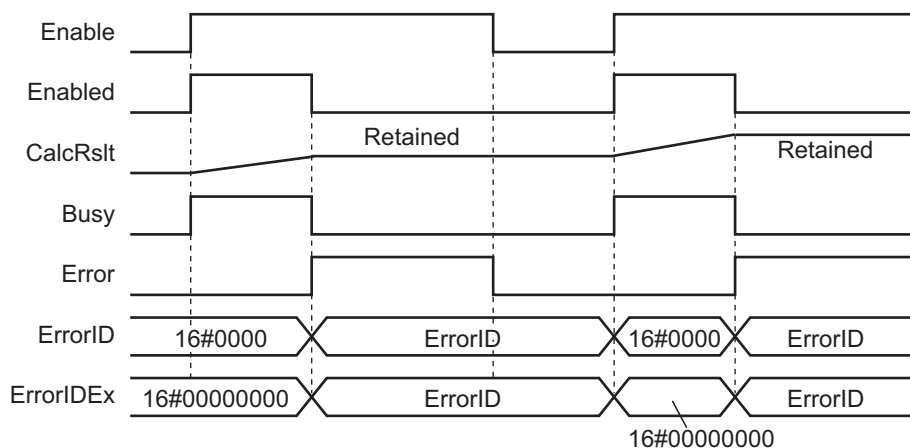 Enable
Enabled
CalcRslt
Retained
Retained
Busy
Error
ErrorID
16#0000
ErrorID
16#0000
ErrorID
ErrorIDEx
16#00000000
ErrorID
ErrorID
16#00000000